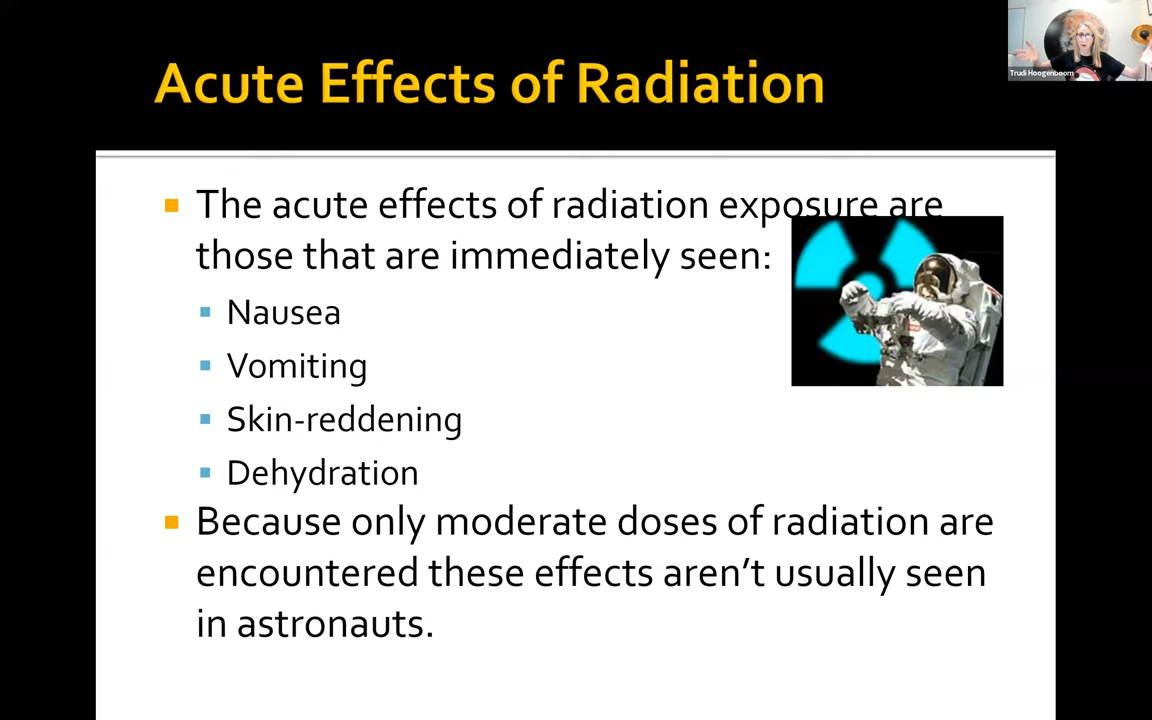 Acute Effects of Radiation
Trudi Hoogenboom
The acute effects of radiation exposure are
those that are immediately seen:
Nausea
Vomiting
Skin-reddening
Dehydration
Because only moderate doses of radiation are
encountered these effects aren’t usually seen
in astronauts.